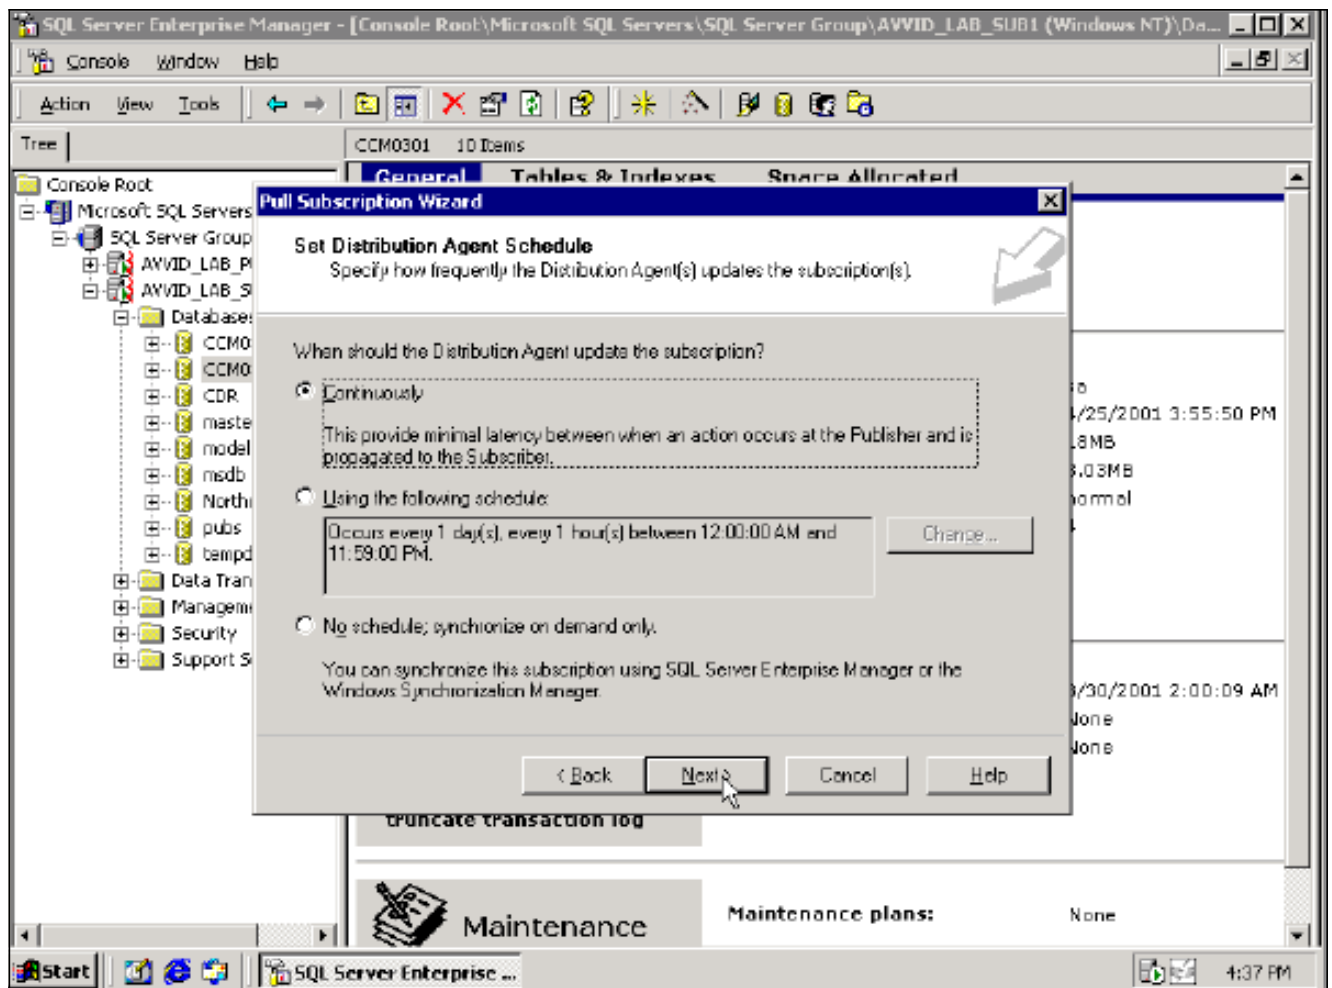 SQL Server Enterprise Manager - [Console Root\Microsoft SQL Servers\SQL Server Group\AVVID_LAB_SUB1 (Windows NT)\Da...
Console Window Help
Action View Tools
Tree
CCM0301 10 Items
General Tables & Indexes Space Allocated
Console Root
Microsoft SQL Servers
SQL Server Group
AVVID_LAB_P
AVVID_LAB_S
Databases
CCM0
CCM0
CDR
maste
model
msdb
North
pubs
tempd
Data Tran
Managem
Security
Support S
Pull Subscription Wizard
Set Distribution Agent Schedule
Specify how frequently the Distribution Agent(s) updates the subscription(s).
When should the Distribution Agent update the subscription?
Continuously
This provide minimal latency between when an action occurs at the Publisher and is
propagated to the Subscriber.
Using the following schedule:
Occurs every 1 day(s), every 1 hour(s) between 12:00:00 AM and
11:59:00 PM.
Change...
No schedule; synchronize on demand only.
You can synchronize this subscription using SQL Server Enterprise Manager or the
Windows Synchronization Manager.
< Back Next > Cancel Help
/25/2001 3:55:50 PM
8MB
.03MB
normal
/30/2001 2:00:09 AM
None
None
truncate transaction log
Maintenance
Maintenance plans: None
Start SQL Server Enterprise ... 4:37 PM